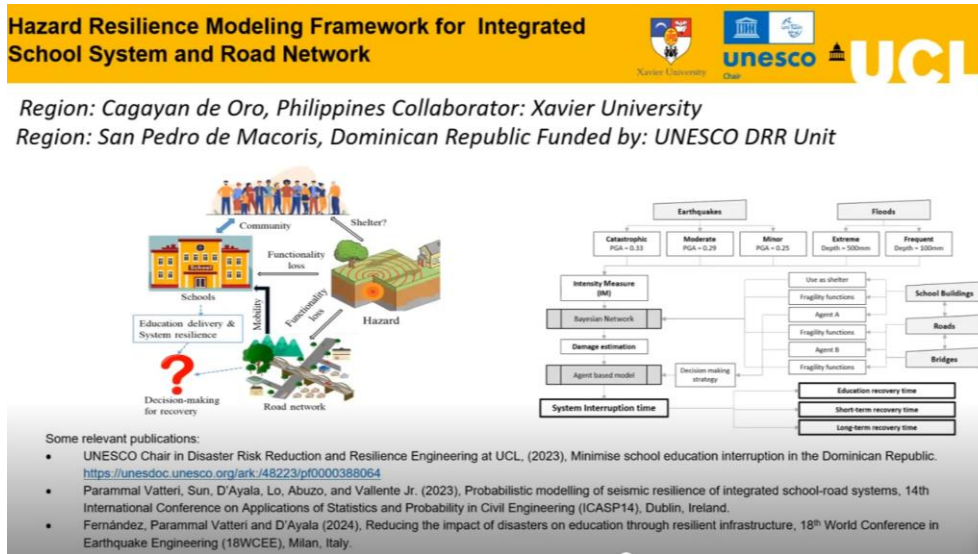 Hazard Resilience Modeling Framework for Integrated
School System and Road Network
Xavier University
unesco
Chair
UCL
Region: Cagayan de Oro, Philippines Collaborator: Xavier University
Region: San Pedro de Macoris, Dominican Republic Funded by: UNESCO DRR Unit
Community
Shelter?
School
Functionality
loss
Schools
Mobility
Functionality
loss
Hazard
Education delivery &
System resilience
?
Decision-making
for recovery
Road network
Earthquakes
Floods
Catastrophic
PGA = 0.33
Moderate
PGA = 0.29
Minor
PGA = 0.25
Extreme
Depth = 500mm
Frequent
Depth = 100mm
Intensity Measure
(IM)
Bayesian Network
Damage estimation
Agent based model
System Interruption time
Decision making
strategy
Use as shelter
Fragility functions
Agent A
Fragility functions
Agent B
Fragility functions
School Buildings
Roads
Bridges
Education recovery time
Short-term recovery time
Long-term recovery time
Some relevant publications:
• UNESCO Chair in Disaster Risk Reduction and Resilience Engineering at UCL, (2023), Minimise school education interruption in the Dominican Republic.
https://unesdoc.unesco.org/ark:/48223/pf0000388064
• Parammal Vatteri, Sun, D'Ayala, Lo, Abuzo, and Vallente Jr. (2023), Probabilistic modelling of seismic resilience of integrated school-road systems, 14th
International Conference on Applications of Statistics and Probability in Civil Engineering (ICASP14), Dublin, Ireland.
• Fernández, Parammal Vatteri and D'Ayala (2024), Reducing the impact of disasters on education through resilient infrastructure, 18th World Conference in
Earthquake Engineering (18WCEE), Milan, Italy.